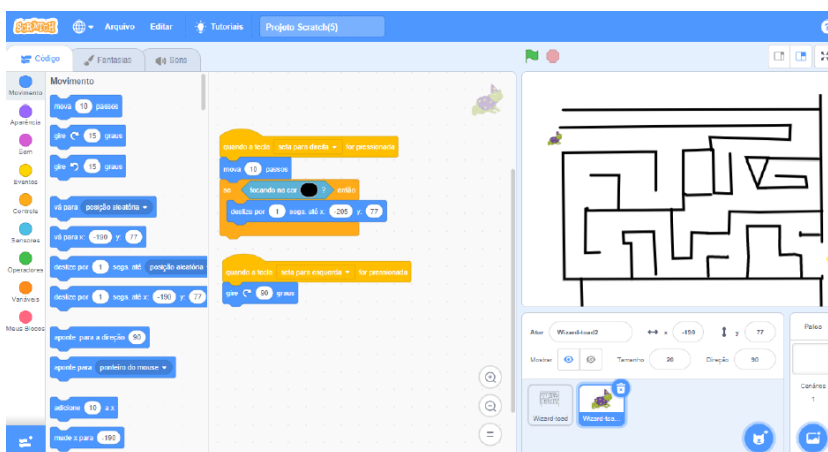 SCRATCH
Arquivo
Editar
Tutoriais
Projeto Scratch(5)
Código
Fantasias
Sons
Movimento
Aparência
Som
Eventos
Controle
Sensores
Operadores
Variáveis
Meus Blocos
Movimento
mova 10 passos
gire 15 graus
gire 15 graus
vá para posição aleatória
vá para x: -190 y: 77
deslize por 1 segs. até posição aleatória
deslize por 1 segs. até x: -190 y: 77
aponte para a direção 90
aponte para ponteiro do mouse
adicione 10 a x
mude x para -190
quando a tecla seta para direita for pressionada
mova 10 passos
se tocando na cor ? então
deslize por 1 segs. até x: -205 y: 77
quando a tecla seta para esquerda for pressionada
gire 90 graus
Ator Wizard-toad2 x -190 y 77
Mostrar Tamanho 20 Direção 90
Wizard-toad
Wizard-toa...
Palco
Cenários
1